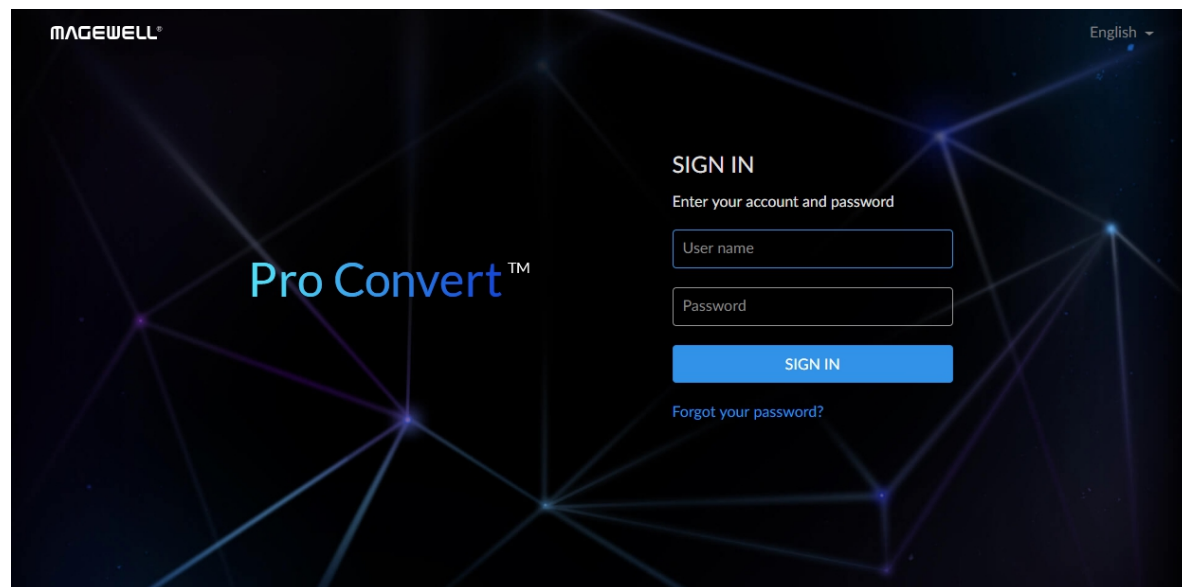 MAGEWELL®
English
Pro Convert™
SIGN IN
Enter your account and password
User name
Password
SIGN IN
Forgot your password?